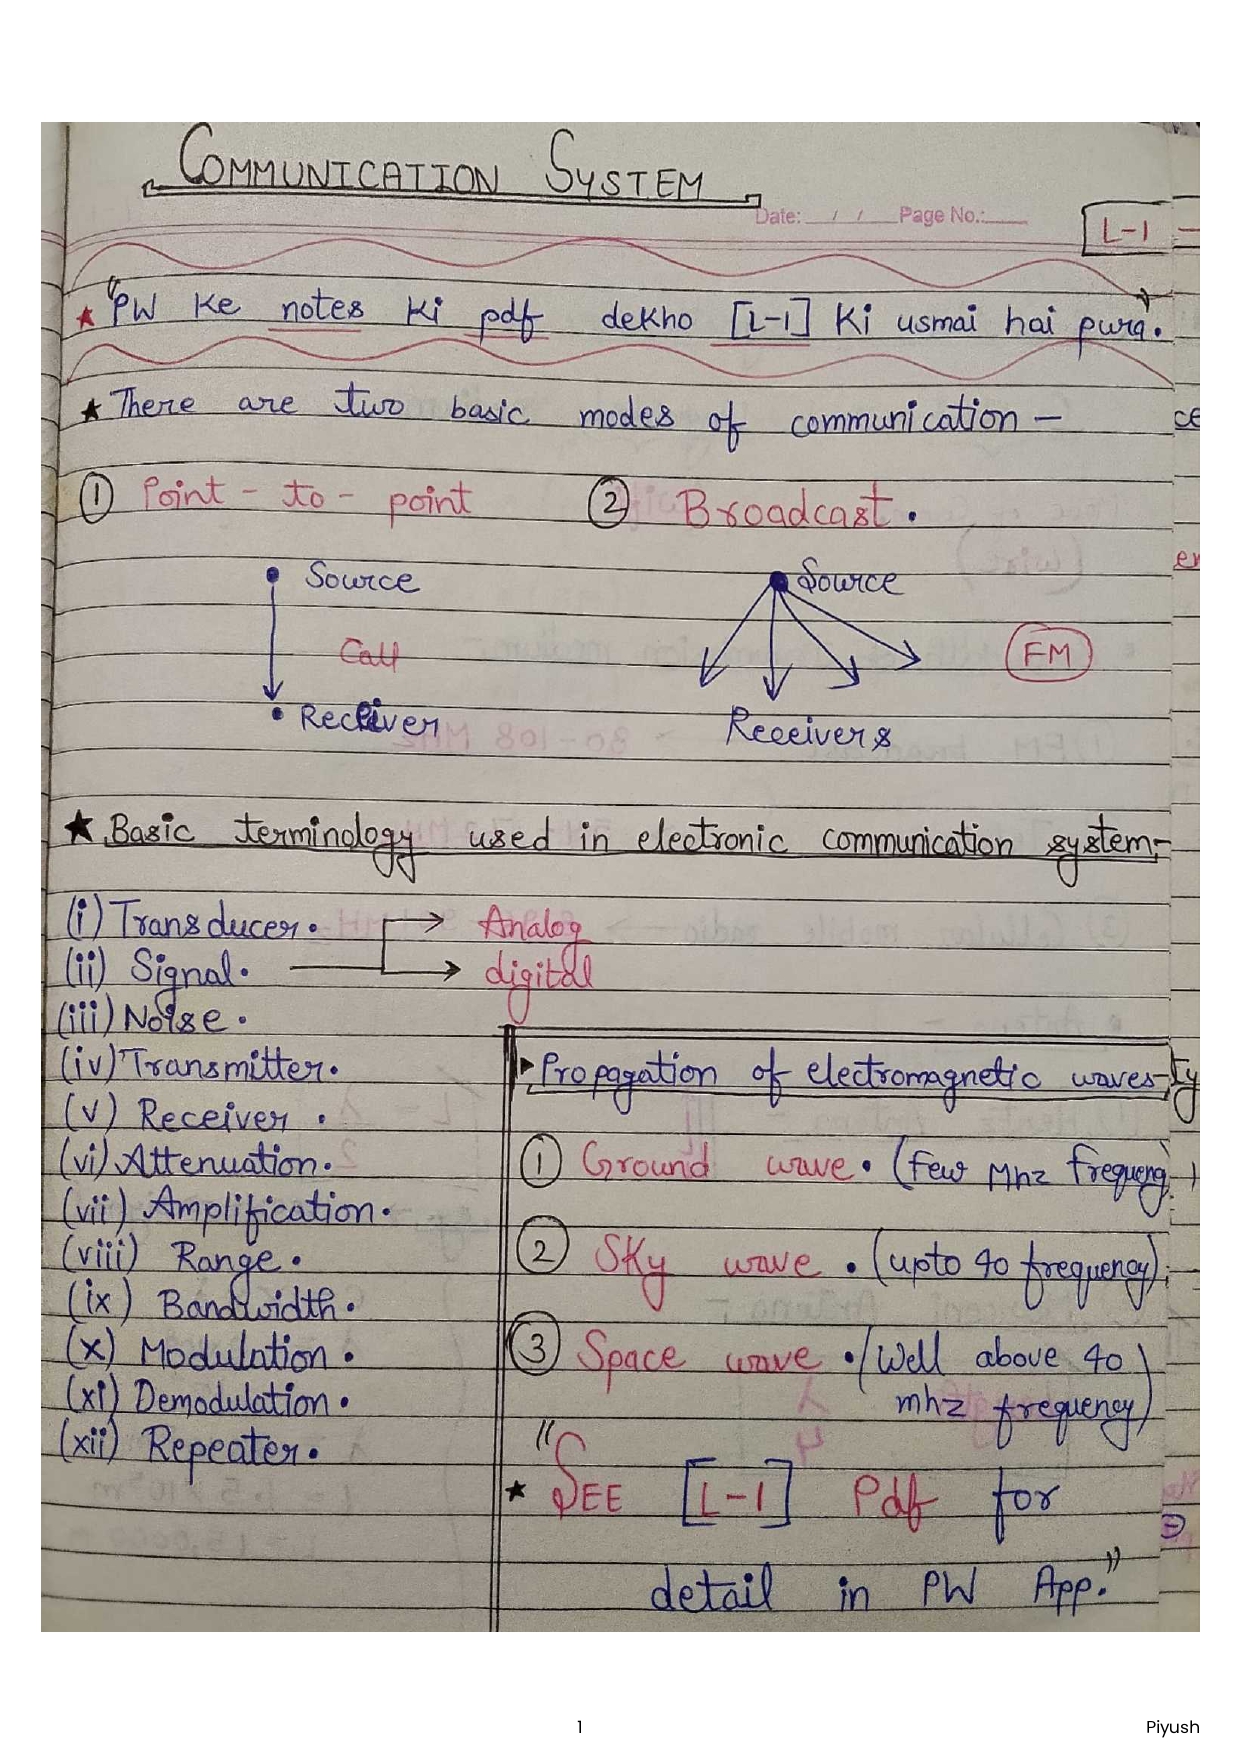 COMMUNICATION SYSTEM
Date: __/__/__ Page No.:____
L-1
★ "PW ke notes ki pdf dekho [L-1] ki usmai hai pura".
★ There are two basic modes of communication —
① Point-to-point ② Broadcast.
Source Source
Call FM
Receiver Receivers
★ Basic terminology used in electronic communication system:-
(i) Transducer. Analog
(ii) Signal. digital
(iii) Noise.
(iv) Transmitter.
(v) Receiver.
(vi) Attenuation.
(vii) Amplification.
(viii) Range.
(ix) Bandwidth.
(x) Modulation.
(xi) Demodulation.
(xii) Repeater.
Propagation of electromagnetic waves-
① Ground wave. (few Mhz frequency)
② Sky wave. (upto 40 frequency)
③ Space wave. (Well above 40
mhz frequency)
★ "SEE [L-1] Pdf for
detail in PW App."
1
Piyush